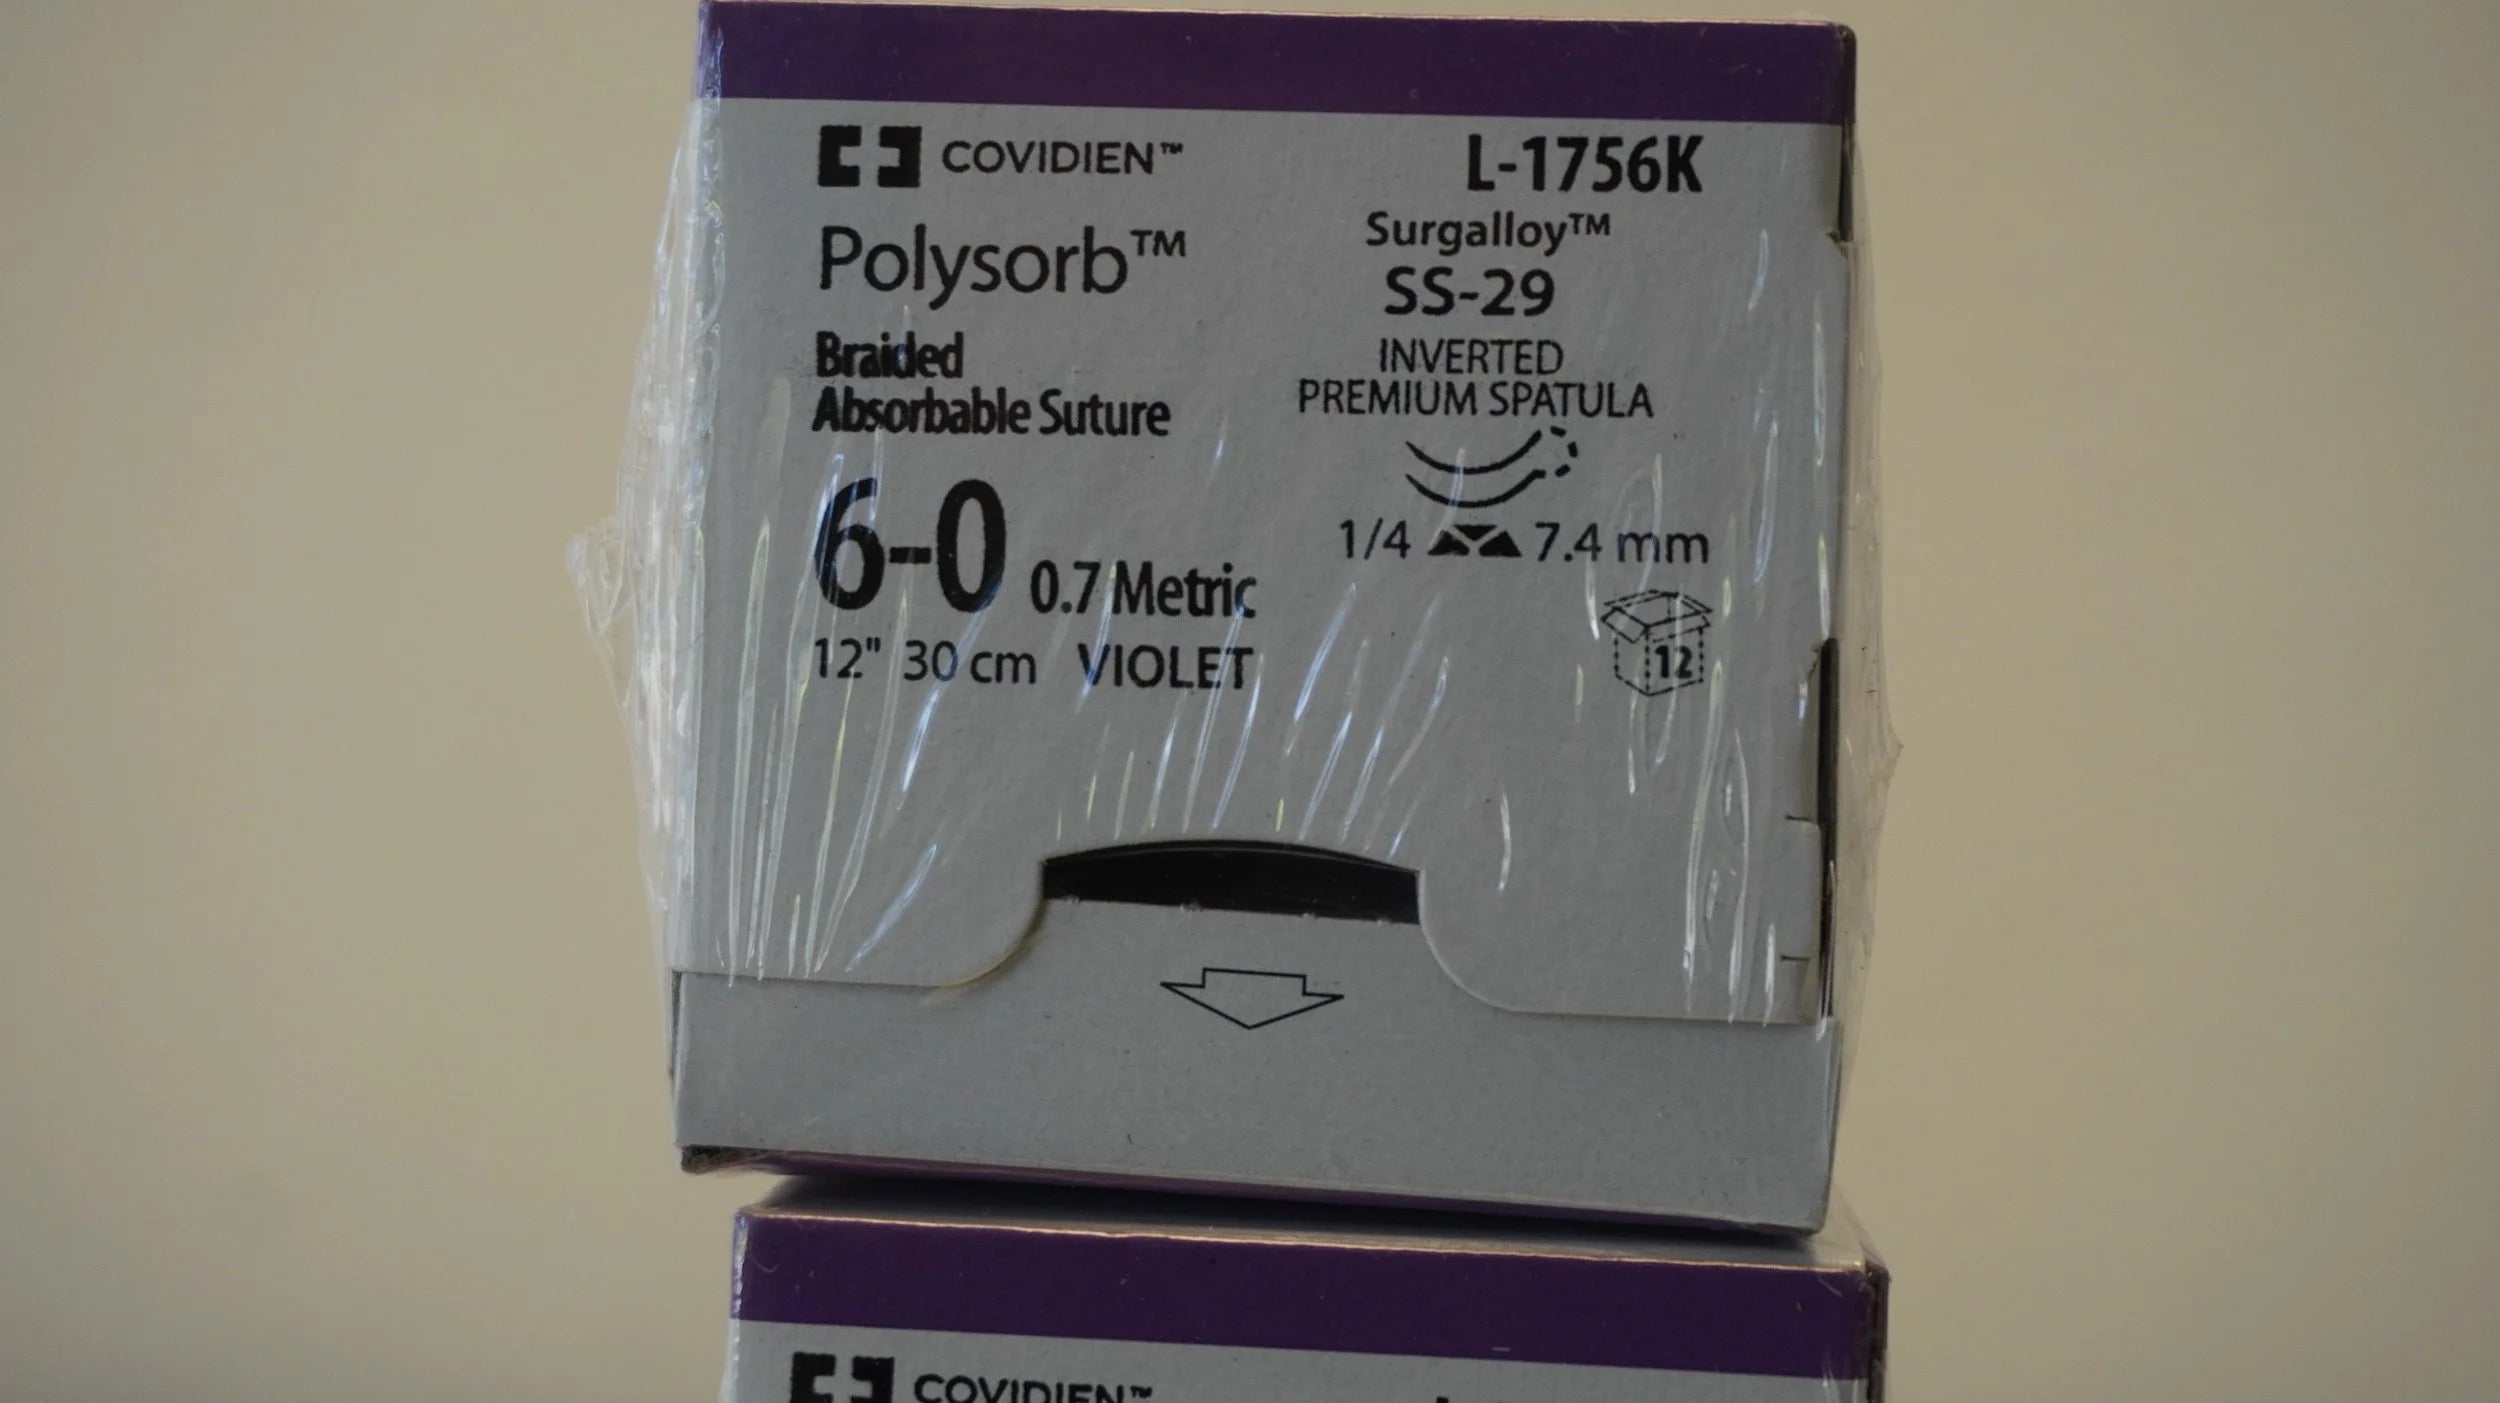 COVIDIEN™
Polysorb™
Braided
Absorbable Suture
6-0 0.7 Metric
12" 30 cm VIOLET
L-1756K
Surgalloy™
SS-29
INVERTED
PREMIUM SPATULA
1/4 7.4 mm
12
COVIDIEN™